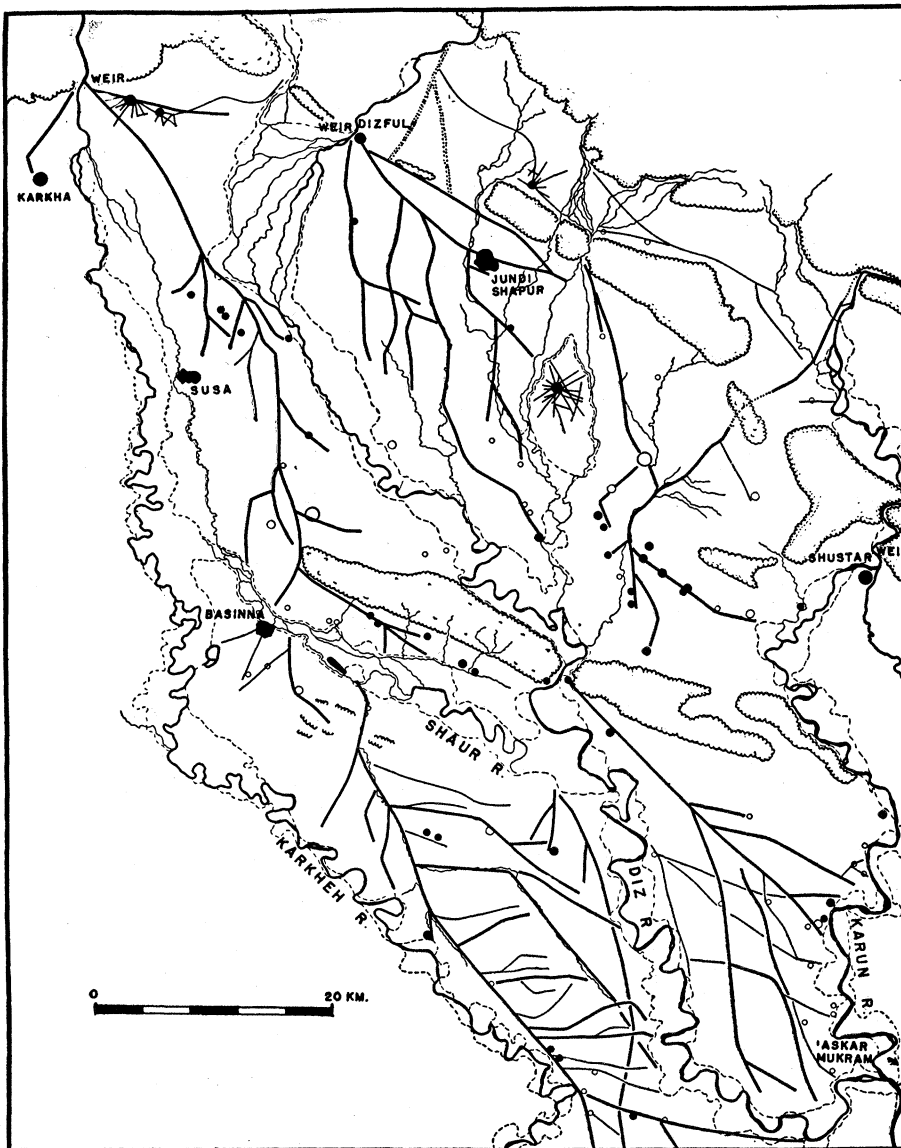 WEIR
WEIR DIZFUL
KARKHA
JUNDI
SHAPUR
SUSA
SHUSTAR WEIR
BASINNA
SHAUR R.
KARKHEH R.
DIZ R.
KARUN R.
0 20 KM.
'ASKAR
MUKRAM